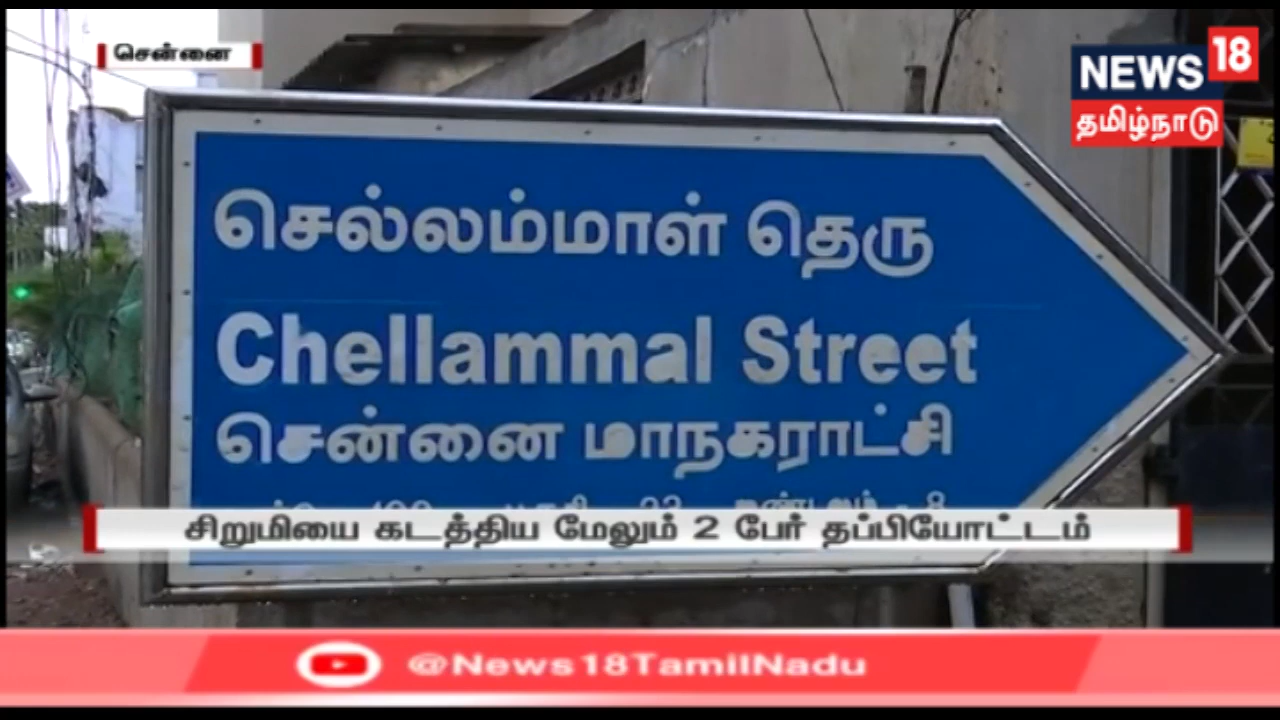 சென்னை
NEWS 18
தமிழ்நாடு
செல்லம்மாள் தெரு
Chellammal Street
சென்னை மாநகராட்சி
சிறுமியை கடத்திய மேலும் 2 பேர் தப்பியோட்டம்
@News18TamilNadu